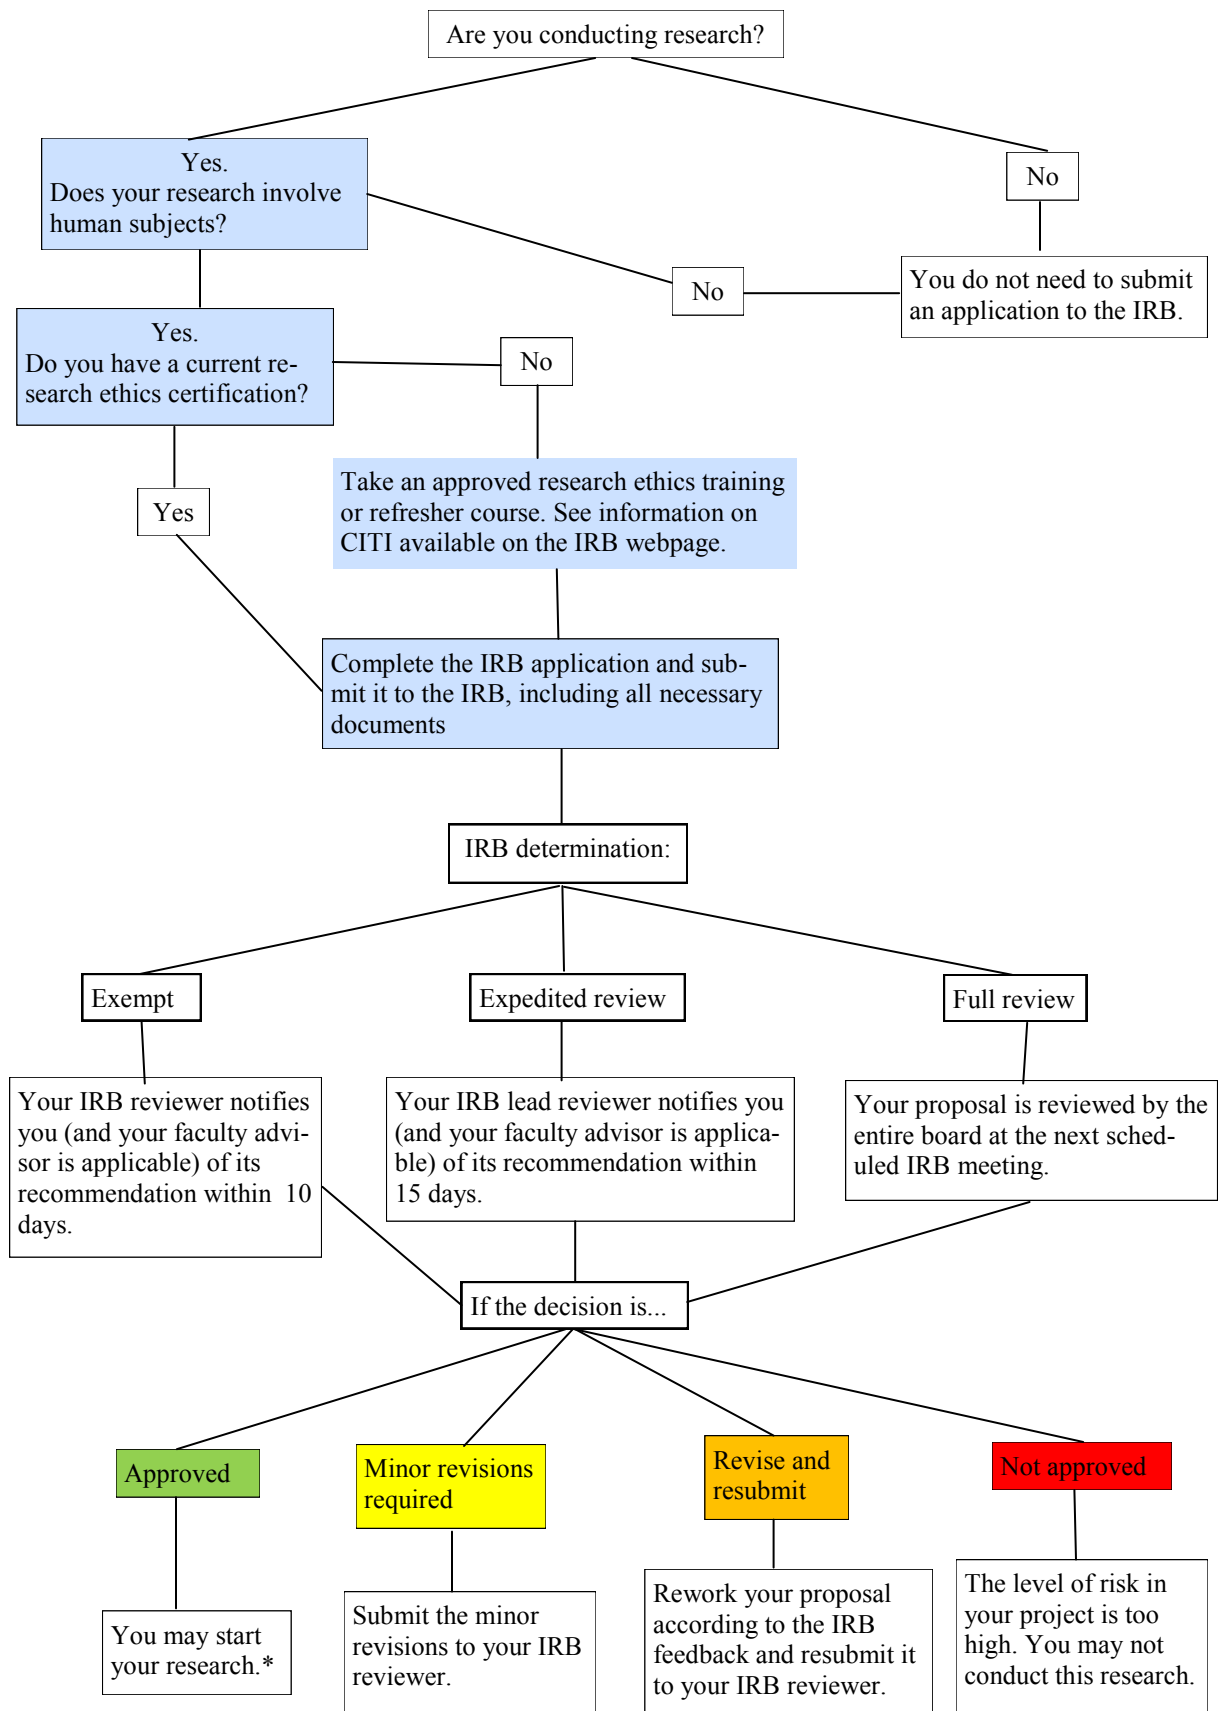 Are you conducting research?
Yes.
Does your research involve
human subjects?
No
No
You do not need to submit
an application to the IRB.
Yes.
Do you have a current re-
search ethics certification?
No
Yes
Take an approved research ethics training
or refresher course. See information on
CITI available on the IRB webpage.
Complete the IRB application and sub-
mit it to the IRB, including all necessary
documents
IRB determination:
Exempt
Expedited review
Full review
Your IRB reviewer notifies
you (and your faculty advi-
sor is applicable) of its
recommendation within 10
days.
Your IRB lead reviewer notifies you
(and your faculty advisor is applica-
ble) of its recommendation within
15 days.
Your proposal is reviewed by the
entire board at the next sched-
uled IRB meeting.
If the decision is...
Approved
Minor revisions
required
Revise and
resubmit
Not approved
You may start
your research.*
Submit the minor
revisions to your IRB
reviewer.
Rework your proposal
according to the IRB
feedback and resubmit it
to your IRB reviewer.
The level of risk in
your project is too
high. You may not
conduct this research.